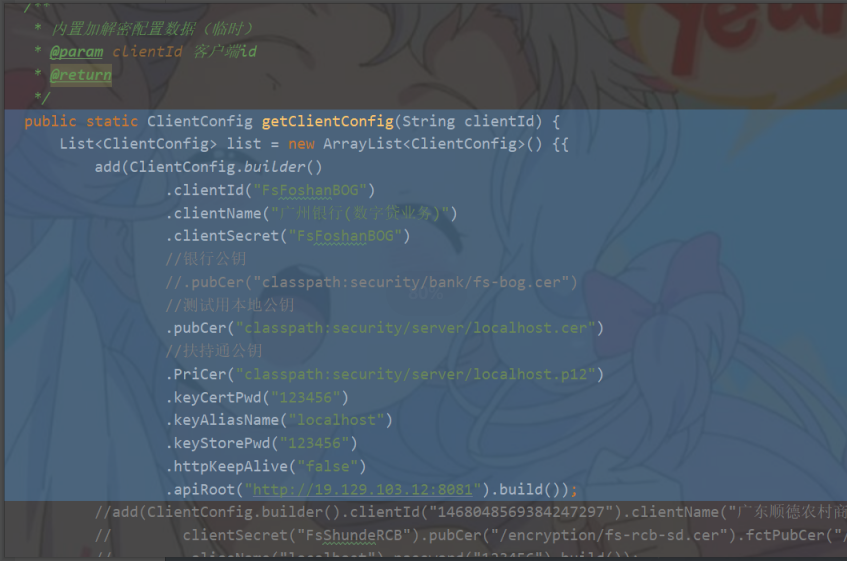 /**
 * 内置加解密配置数据（临时）
 * @param clientId 客户端id
 * @return
 */
public static ClientConfig getClientConfig(String clientId) {
    List<ClientConfig> list = new ArrayList<ClientConfig>() {{
        add(ClientConfig.builder()
                .clientId("FsFoshanBOG")
                .clientName("广州银行(数字贷业务)")
                .clientSecret("FsFoshanBOG")
                //银行公钥
                //.pubCer("classpath:security/bank/fs-bog.cer")
                //测试用本地公钥
                .pubCer("classpath:security/server/localhost.cer")
                //扶持通公钥
                .PriCer("classpath:security/server/localhost.p12")
                .keyCertPwd("123456")
                .keyAliasName("localhost")
                .keyStorePwd("123456")
                .httpKeepAlive("false")
                .apiRoot("http://19.129.103.12:8081").build());
        //add(ClientConfig.builder().clientId("1468048569384247297").clientName("广东顺德农村商
        //        clientSecret("FsShundeRCB").pubCer("/encryption/fs-rcb-sd.cer").fctPubCer("/